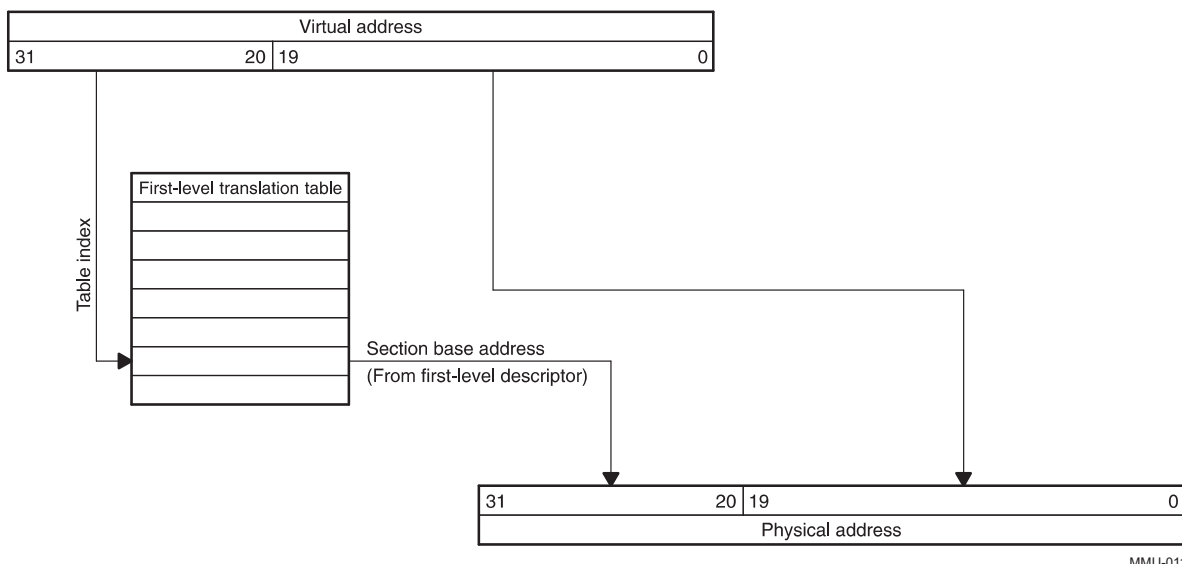 Virtual address
31 20 19 0
First-level translation table
Table index
Section base address
(From first-level descriptor)
31 20 19 0
Physical address